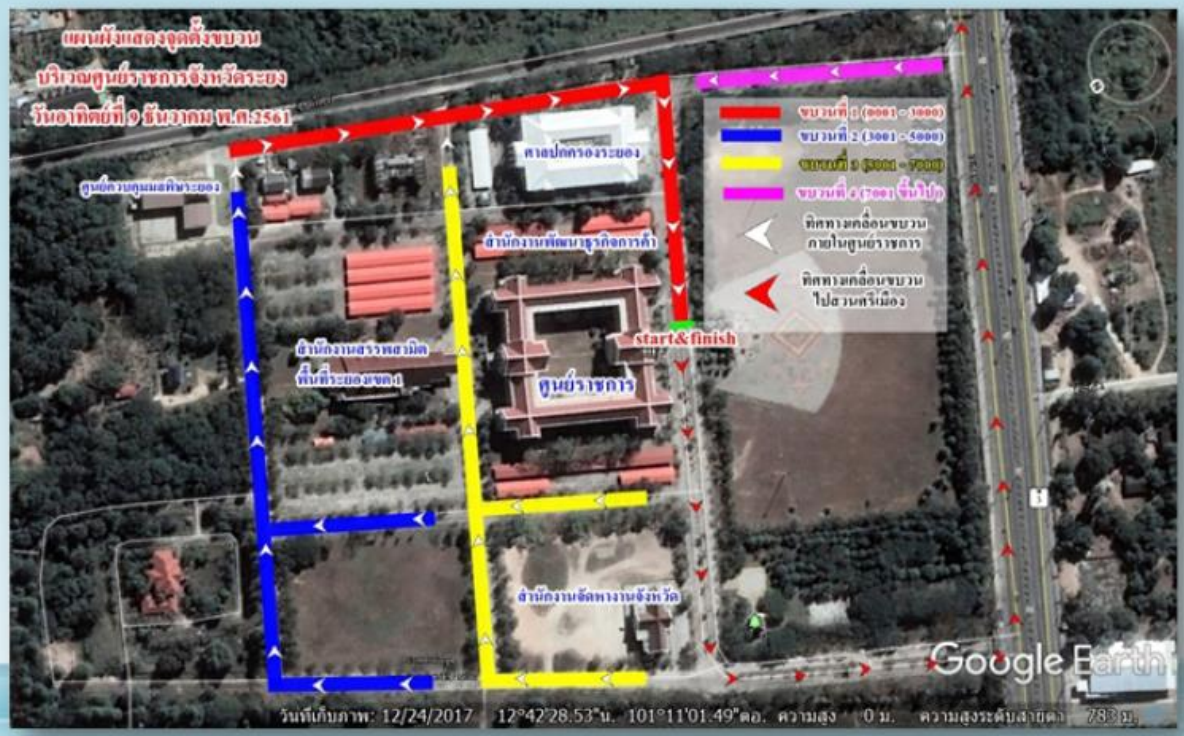 แผนผังแสดงจุดตั้งขบวน
บริเวณศูนย์ราชการจังหวัดระยอง
วันอาทิตย์ที่ 9 ธันวาคม พ.ศ.2561
ขบวนที่ 1 (0001 - 3000)
ขบวนที่ 2 (3001 - 5000)
ขบวนที่ 3 (5001 - 7000)
ขบวนที่ 4 (7001 ขึ้นไป)
ทิศทางเคลื่อนขบวน
ภายในศูนย์ราชการ
ทิศทางเคลื่อนขบวน
ไปสวนศรีเมือง
ศาลปกครองระยอง
ศูนย์ควบคุมมลพิษระยอง
สำนักงานพัฒนาธุรกิจการค้า
start&finish
สำนักงานสรรพสามิต
พื้นที่ระยองเขต 1
ศูนย์ราชการ
3
สำนักงานจัดหางานจังหวัด
Google Earth
วันที่เก็บภาพ: 12/24/2017 12°42'28.53"น. 101°11'01.49"ตอ. ความสูง 0 ม. ความสูงระดับสายตา 783 ม.